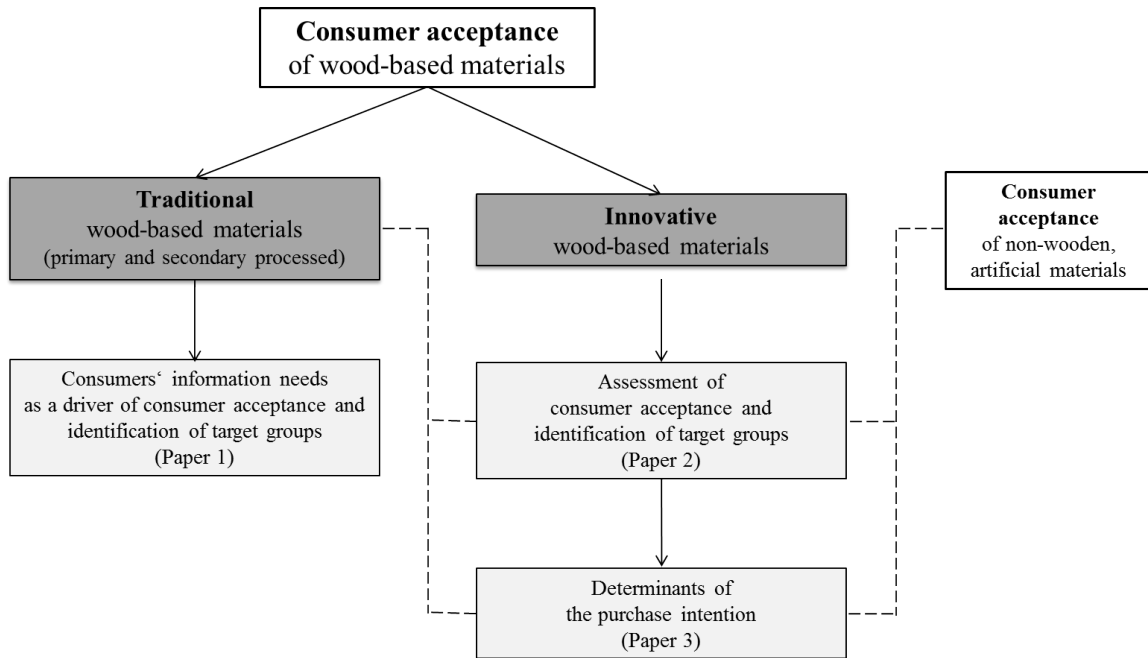 Consumer acceptance
of wood-based materials
Traditional
wood-based materials
(primary and secondary processed)
Innovative
wood-based materials
Consumer
acceptance
of non-wooden,
artificial materials
Consumers‘ information needs
as a driver of consumer acceptance and
identification of target groups
(Paper 1)
Assessment of
consumer acceptance and
identification of target groups
(Paper 2)
Determinants of
the purchase intention
(Paper 3)